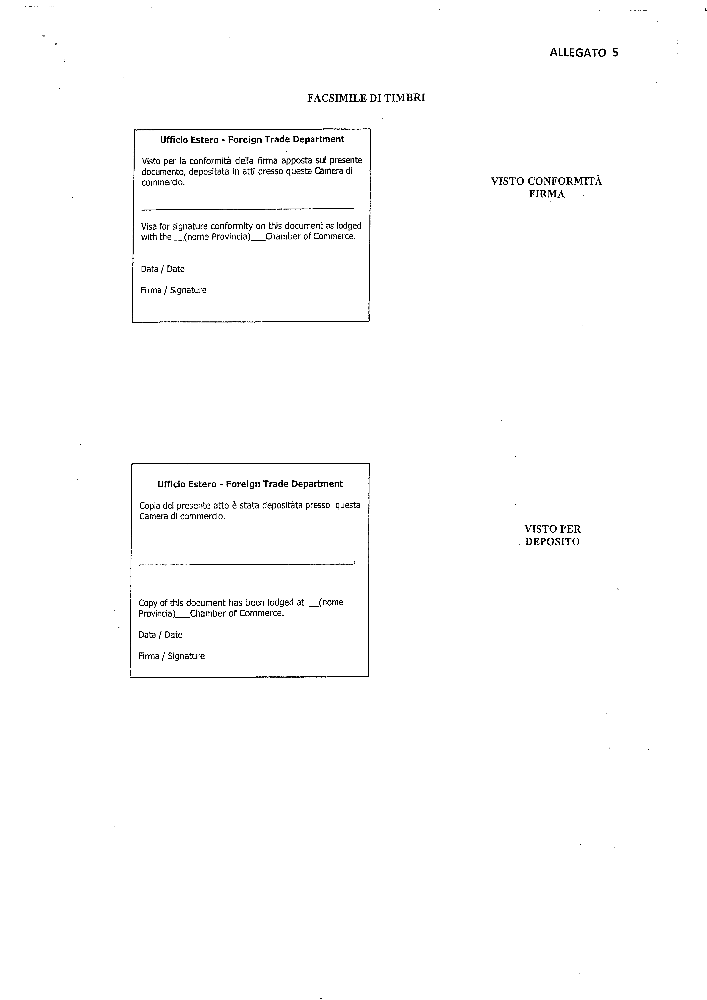 ALLEGATO 5
FACSIMILE DI TIMBRI
Ufficio Estero - Foreign Trade Department
Visto per la conformità della firma apposta sul presente
documento, depositata in atti presso questa Camera di
commercio.
VISTO CONFORMITÀ
FIRMA
Visa for signature conformity on this document as lodged
with the __(nome Provincia)___Chamber of Commerce.
Data / Date
Firma / Signature
Ufficio Estero - Foreign Trade Department
Copia del presente atto è stata depositata presso questa
Camera di commercio.
VISTO PER
DEPOSITO
Copy of this document has been lodged at __(nome
Provincia)___Chamber of Commerce.
Data / Date
Firma / Signature